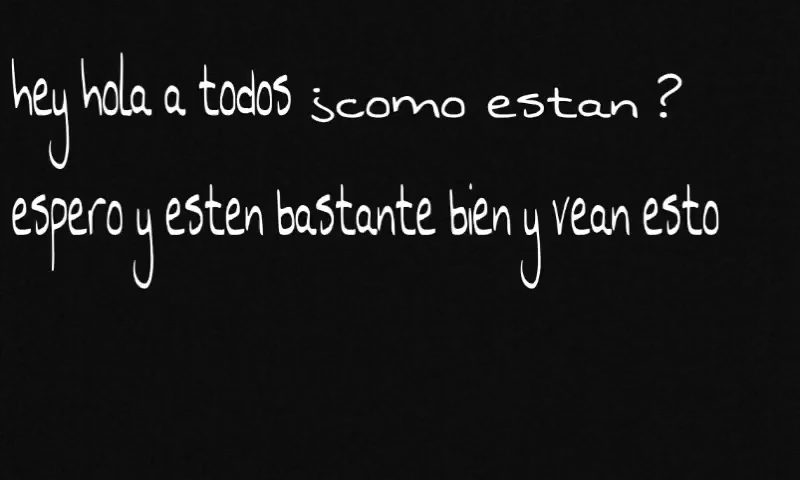 hey hola a todos ¿como estan ?
espero y esten bastante bien y vean esto